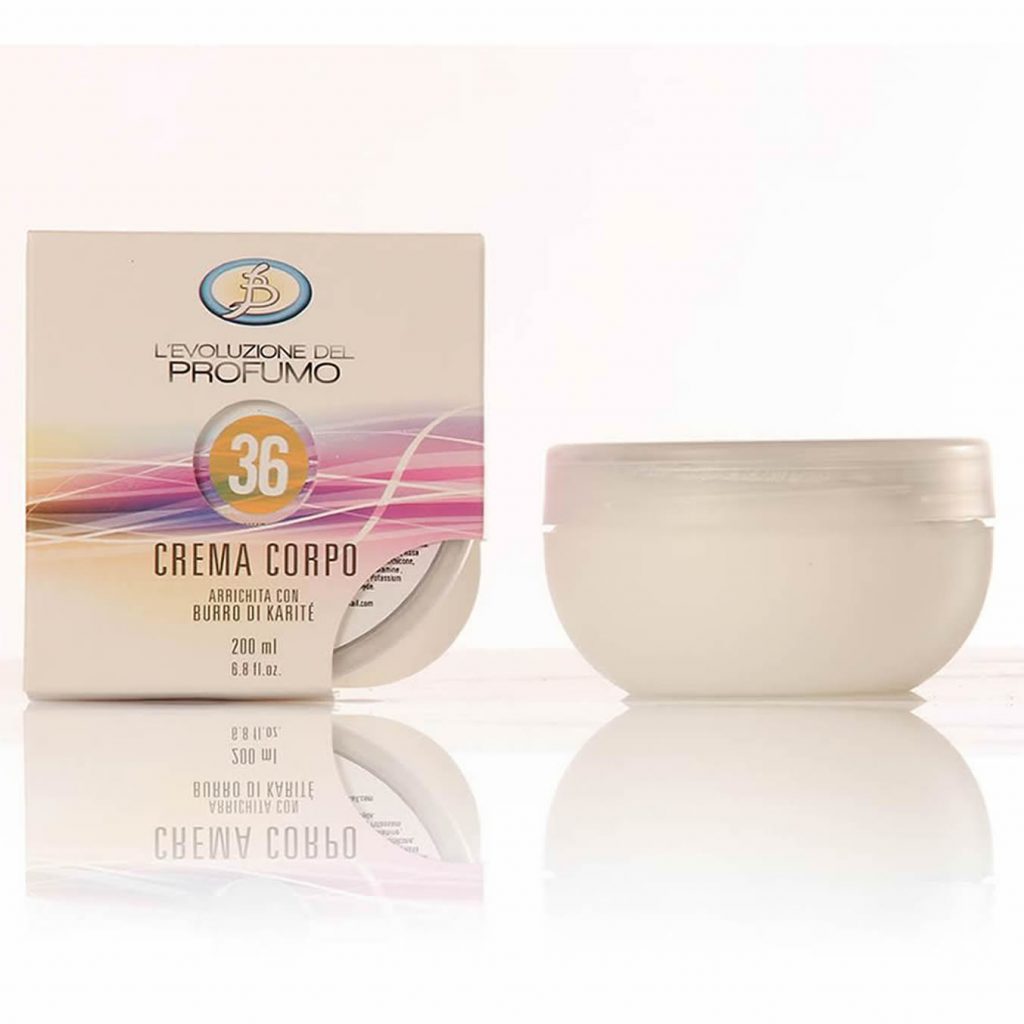 B
L'EVOLUZIONE DEL
PROFUMO
36
CREMA CORPO
ARRICHITA CON
BURRO DI KARITÉ
200 ml
6.8 fl.oz.